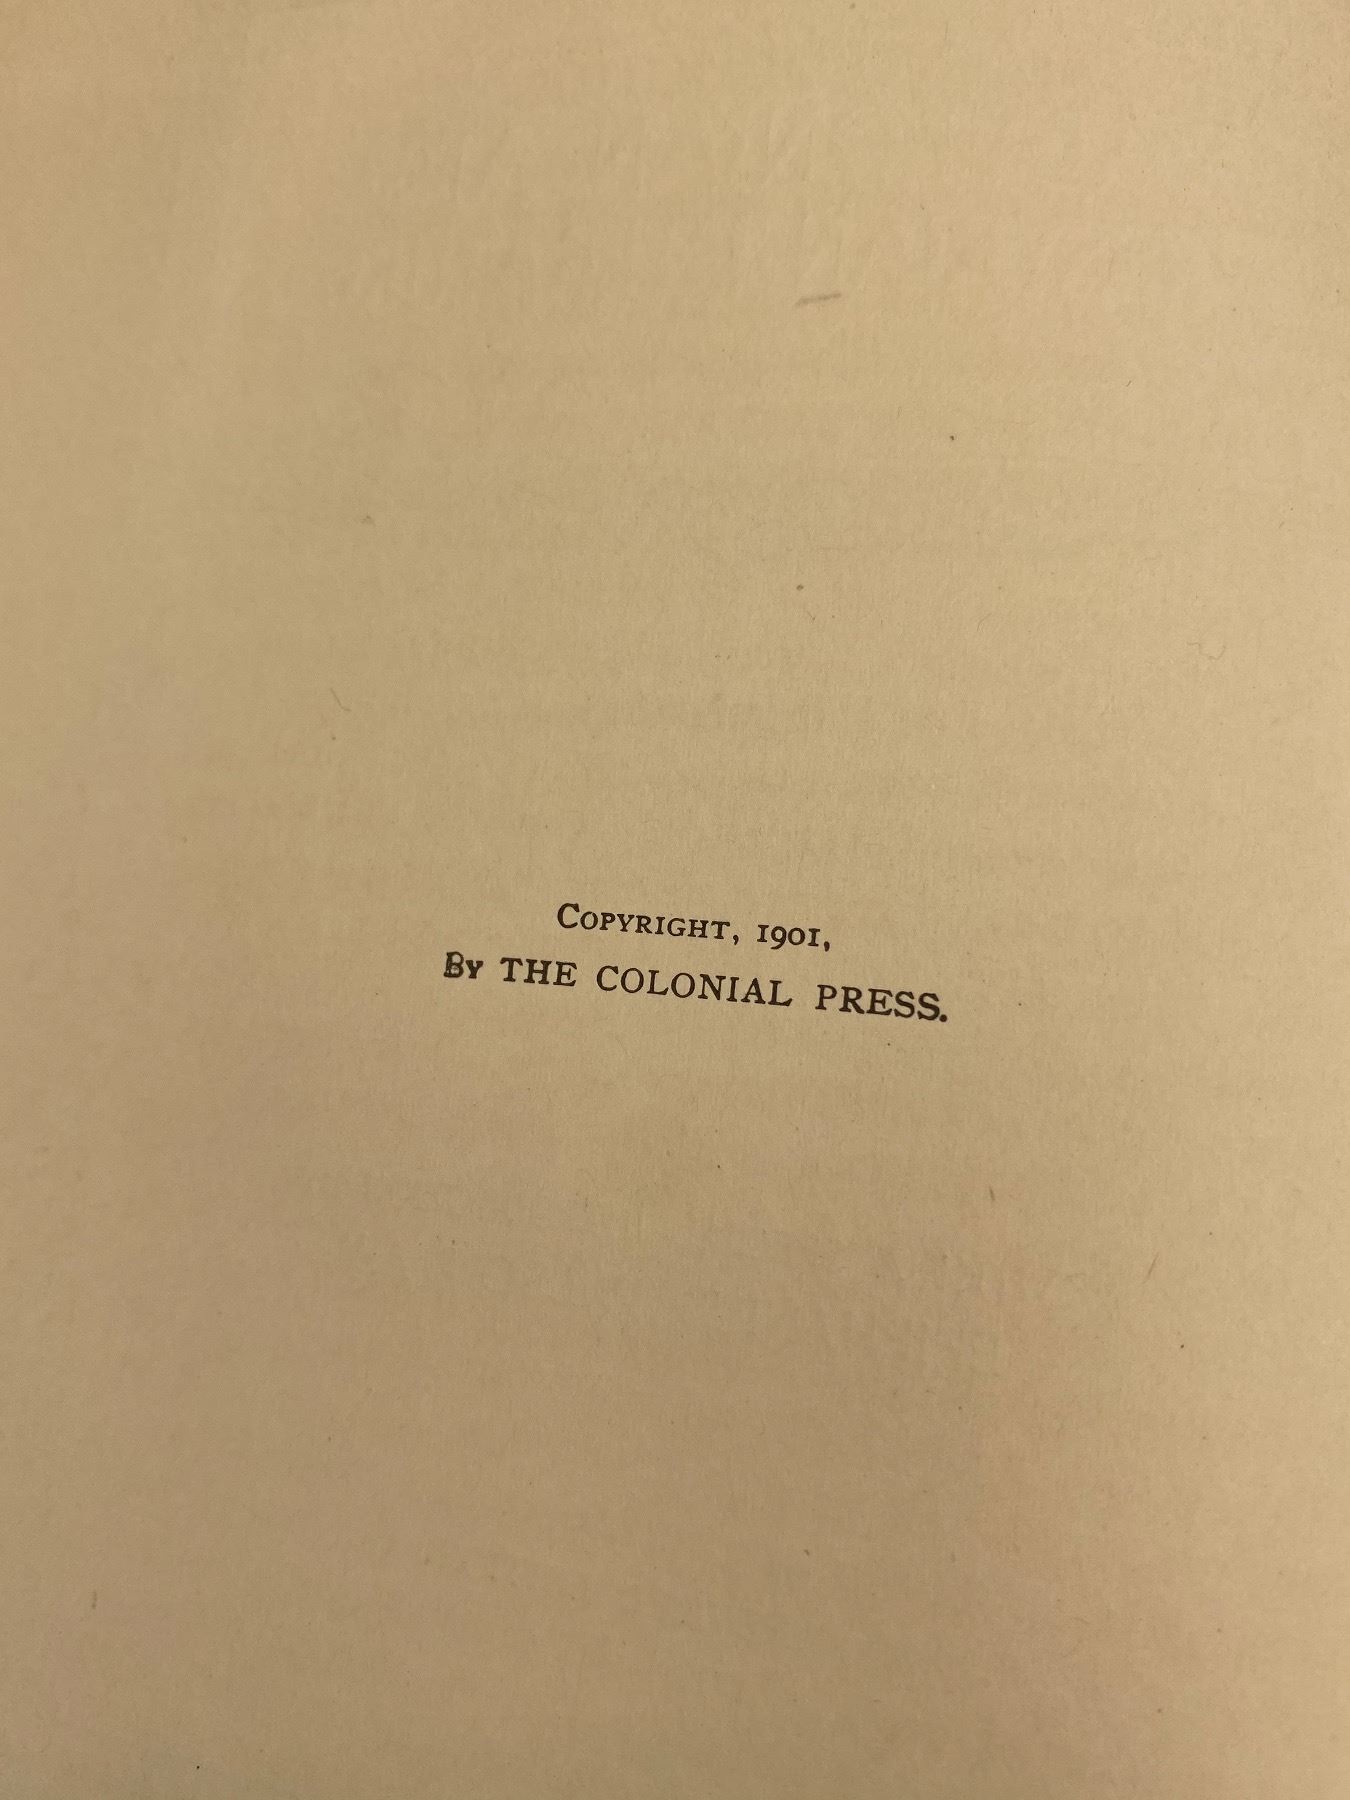 Copyright, 1901,
By THE COLONIAL PRESS.